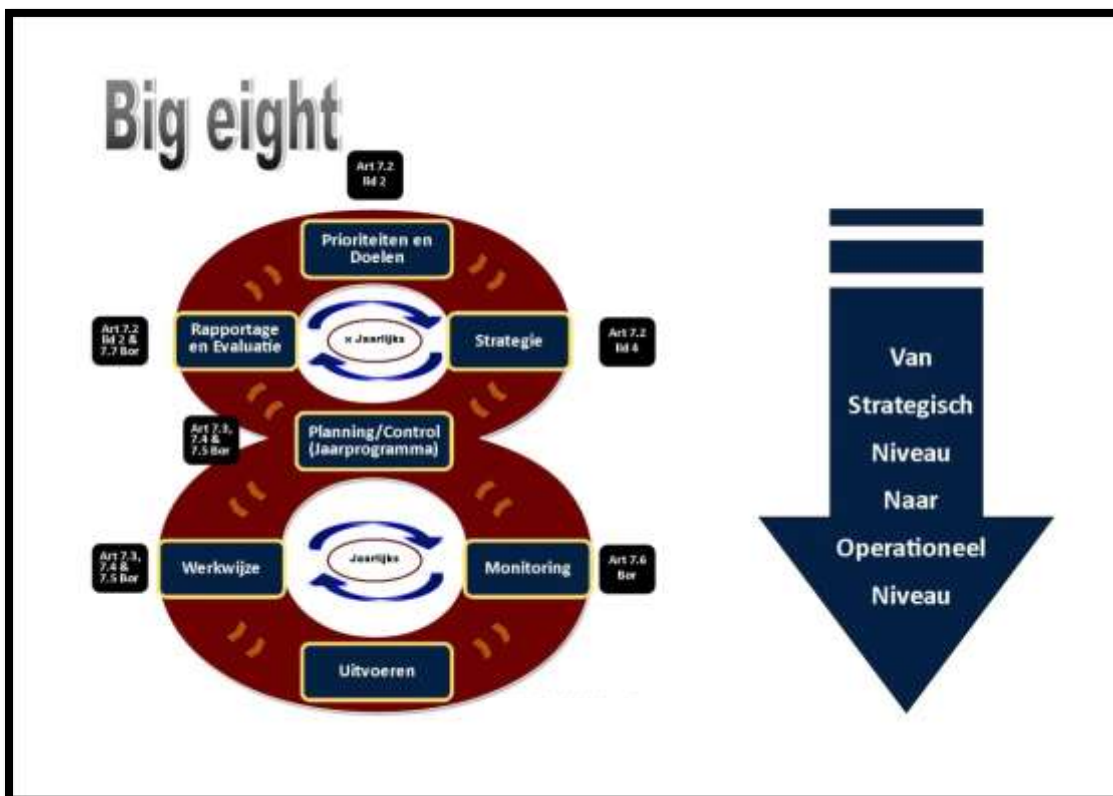 Big eight
Art 7.2
lid 2
Prioriteiten en
Doelen
Art 7.2
lid 2 &
7.7 Bor
Rapportage
en Evaluatie
x Jaarlijks
Strategie
Art 7.2
lid 4
Art 7.3,
7.4 &
7.5 Bor
Planning/Control
(Jaarprogramma)
Art 7.3,
7.4 &
7.5 Bor
Werkwijze
Jaarlijks
Monitoring
Art 7.6
Bor
Uitvoeren
Van
Strategisch
Niveau
Naar
Operationeel
Niveau